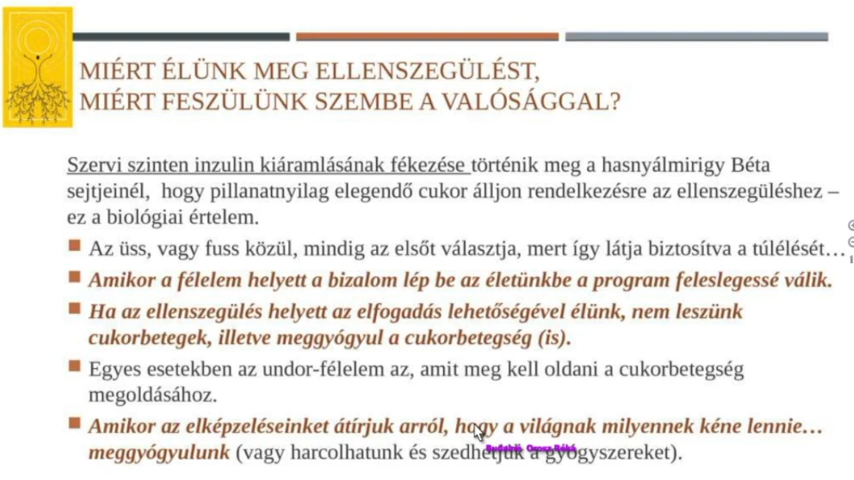 MIÉRT ÉLÜNK MEG ELLENSZEGÜLÉST,
MIÉRT FESZÜLÜNK SZEMBE A VALÓSÁGGAL?
Szervi szinten inzulin kiáramlásának fékezése történik meg a hasnyálmirigy Béta
sejtjeinél, hogy pillanatnyilag elegendő cukor álljon rendelkezésre az ellenszegüléshez –
ez a biológiai értelem.
Az üss, vagy fuss közül, mindig az elsőt választja, mert így látja biztosítva a túlélését…
Amikor a félelem helyett a bizalom lép be az életünkbe a program feleslegessé válik.
Ha az ellenszegülés helyett az elfogadás lehetőségével élünk, nem leszünk
cukorbetegek, illetve meggyógyul a cukorbetegség (is).
Egyes esetekben az undor-félelem az, amit meg kell oldani a cukorbetegség
megoldásához.
Amikor az elképzeléseinket átírjuk arról, hogy a világnak milyennek kéne lennie…
meggyógyulunk (vagy harcolhatunk és szedhetjük a gyógyszereket).